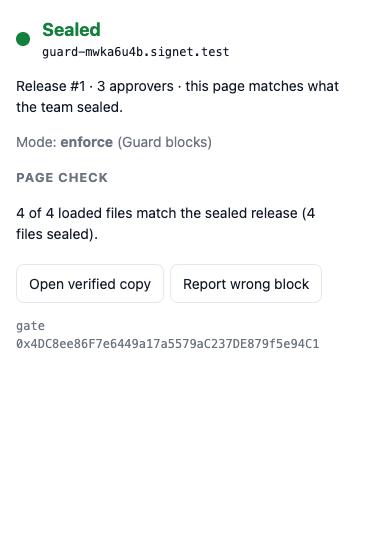 Sealed
guard-mwka6u4b.signet.test
Release #1 · 3 approvers · this page matches what
the team sealed.
Mode: enforce (Guard blocks)
PAGE CHECK
4 of 4 loaded files match the sealed release (4
files sealed).
Open verified copy
Report wrong block
gate
0x4DC8ee86F7e6449a17a5579aC237DE879f5e94C1